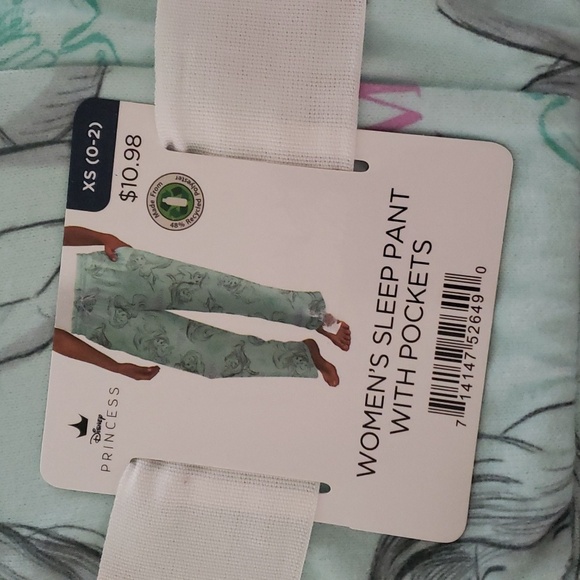 XS (0-2)
$10.98
Made From
48% Recycled Polyester
Disney
PRINCESS
WOMEN'S SLEEP PANT
WITH POCKETS
7 14147 52649 0